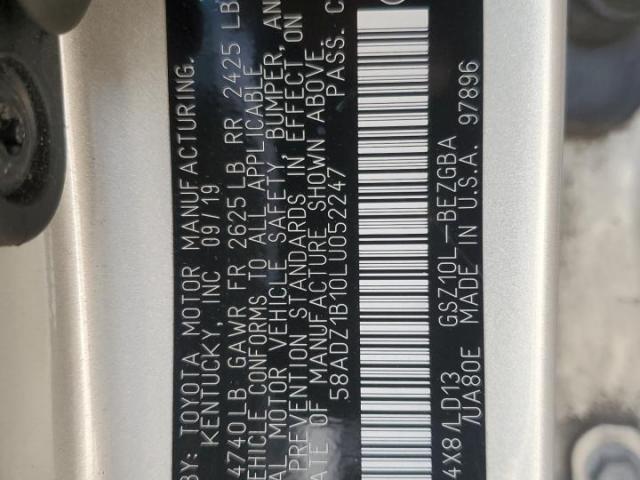 BY: TOYOTA MOTOR MANUFACTURING.
KENTUCKY, INC 09/19
4740LB GAWR FR 2625LB RR 2425 LB
EHICLE CONFORMS TO ALL APPLICABLE
AL MOTOR VEHICLE SAFETY, BUMPER, AN
PREVENTION STANDARDS IN EFFECT ON
ATE OF MANUFACTURE SHOWN ABOVE.
58ADZ1B10LU052247 PASS. C
4X8/LD13 GSZ10L-BEZGBA
/UA80E MADE IN U.S.A. 97896